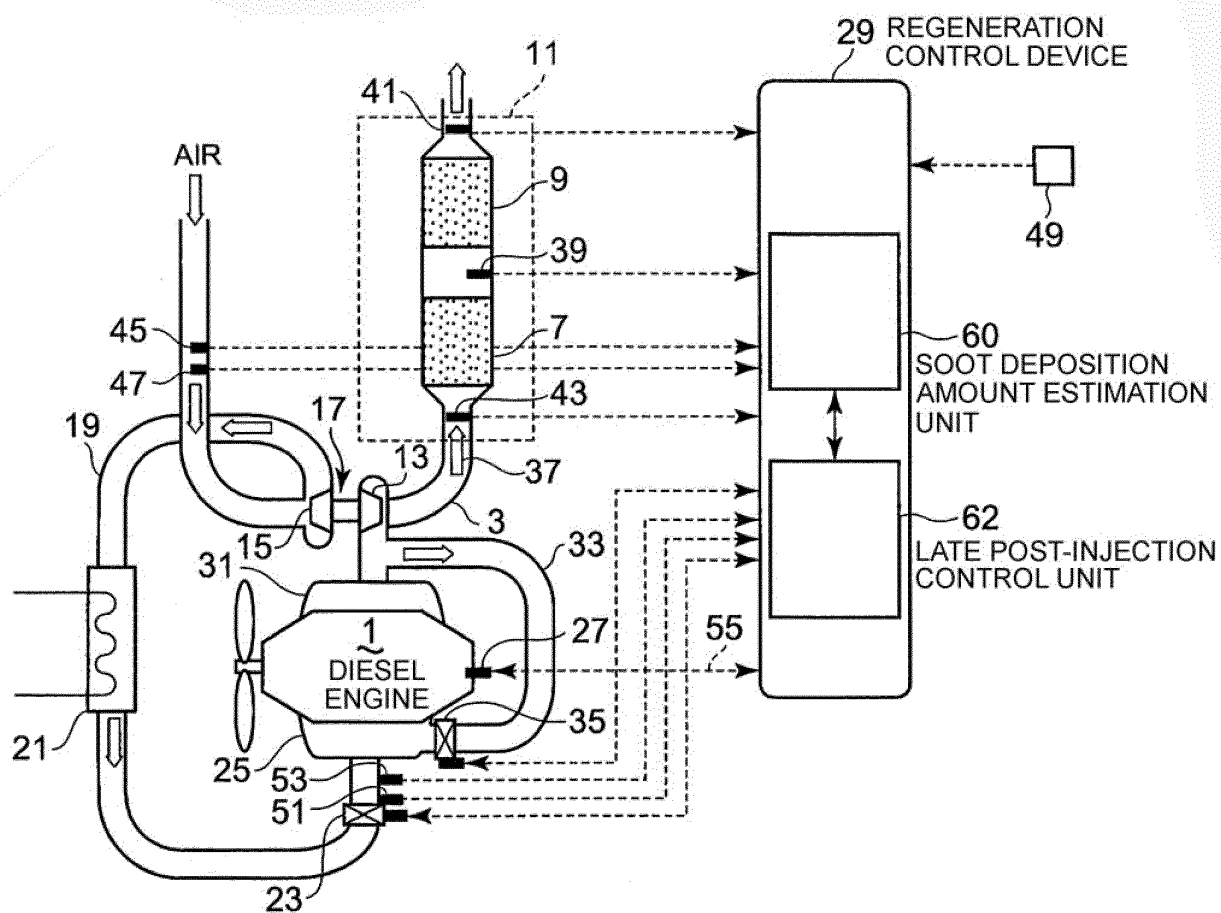 29 REGENERATION
CONTROL DEVICE
11
41
AIR
9
49
39
45
7
60
47
SOOT DEPOSITION
AMOUNT ESTIMATION
UNIT
43
19
17
13
37
3
15
33
62
31
LATE POST-INJECTION
CONTROL UNIT
1
27
55
DIESEL
ENGINE
35
21
25
53
51
23